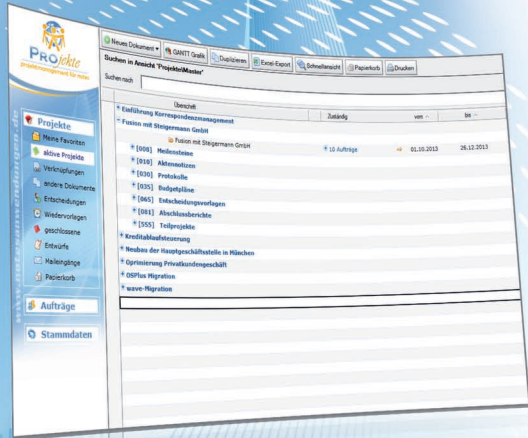 PROjekte
projektmanagement für notes
Neues Dokument
GANTT Grafik
Duplizieren
Excel-Export
Schnellansicht
Papierkorb
Drucken
Suchen in Ansicht 'Projekte\Master'
Suchen nach
Überschrift
Zuständig
von
bis
Einführung Korrespondenzmanagement
Fusion mit Steigermann GmbH
Fusion mit Steigermann GmbH
10 Aufträge
01.10.2013
26.12.2013
[008] Meilensteine
[010] Aktennotizen
[030] Protokolle
[035] Budgetpläne
[065] Entscheidungsvorlagen
[081] Abschlussberichte
[555] Teilprojekte
Kreditablaufsteuerung
Neubau der Hauptgeschäftsstelle in München
Oprimierung Privatkundengeschäft
OSPlus Migration
wave-Migration
Projekte
Meine Favoriten
aktive Projekte
Verknüpfungen
andere Dokumente
Entscheidungen
Wiedervorlagen
geschlossene
Entwürfe
Maileingänge
Papierkorb
Aufträge
Stammdaten